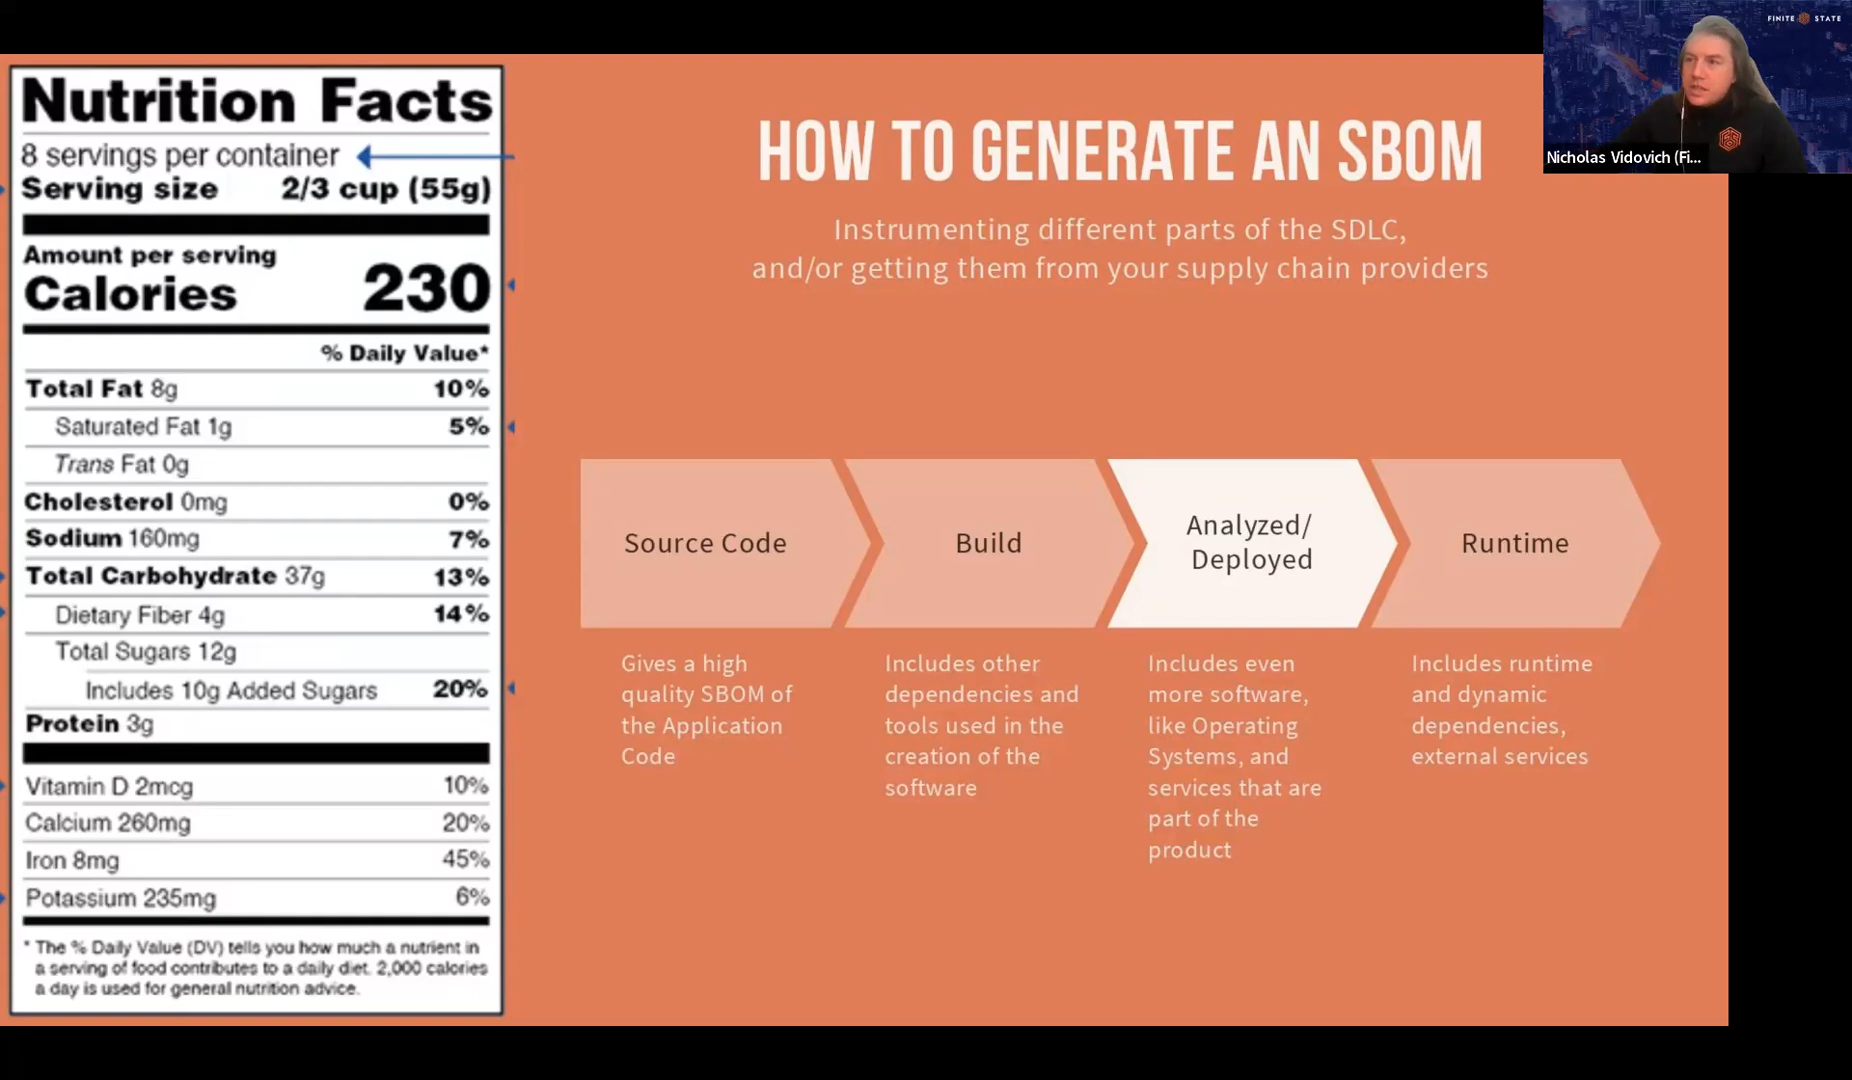 Nutrition Facts
8 servings per container
Serving size 2/3 cup (55g)
Amount per serving
Calories 230
% Daily Value*
Total Fat 8g 10%
Saturated Fat 1g 5%
Trans Fat 0g
Cholesterol 0mg 0%
Sodium 160mg 7%
Total Carbohydrate 37g 13%
Dietary Fiber 4g 14%
Total Sugars 12g
Includes 10g Added Sugars 20%
Protein 3g
Vitamin D 2mcg 10%
Calcium 260mg 20%
Iron 8mg 45%
Potassium 235mg 6%
* The % Daily Value (DV) tells you how much a nutrient in
a serving of food contributes to a daily diet. 2,000 calories
a day is used for general nutrition advice.
HOW TO GENERATE AN SBOM
Instrumenting different parts of the SDLC,
and/or getting them from your supply chain providers
Source Code
Gives a high
quality SBOM of
the Application
Code
Build
Includes other
dependencies and
tools used in the
creation of the
software
Analyzed/
Deployed
Includes even
more software,
like Operating
Systems, and
services that are
part of the
product
Runtime
Includes runtime
and dynamic
dependencies,
external services
FINITE STATE
Nicholas Vidovich (Fi...